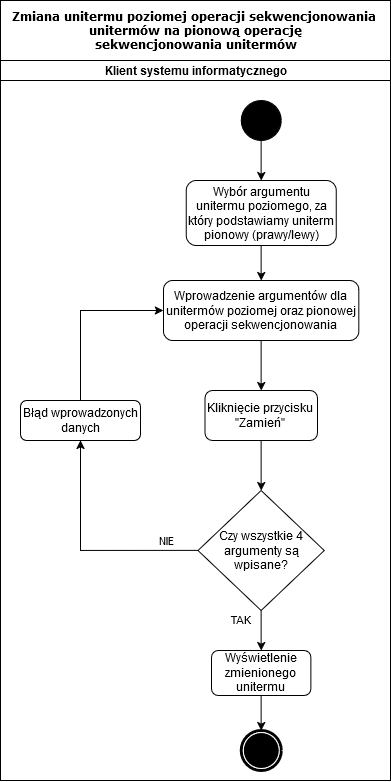 Zmiana unitermu poziomej operacji sekwencjonowania
unitermów na pionową operację
sekwencjonowania unitermów
Klient systemu informatycznego
Wybór argumentu
unitermu poziomego, za
który podstawiamy uniterm
pionowy (prawy/lewy)
Wprowadzenie argumentów dla
unitermów poziomej oraz pionowej
operacji sekwencjonowania
Błąd wprowadzonych
danych
Kliknięcie przycisku
"Zamień"
Czy wszystkie 4
argumenty są
wpisane?
NIE
TAK
Wyświetlenie
zmienionego
unitermu